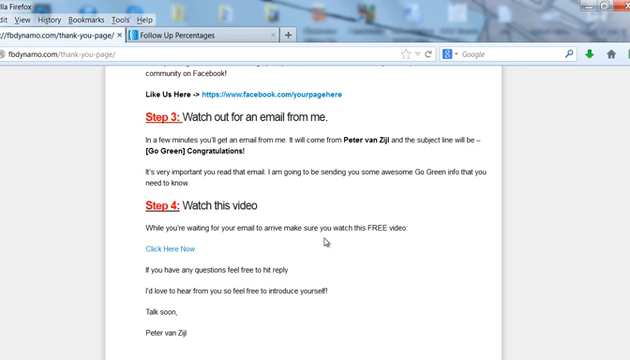 lla Firefox
dit View History Bookmarks Tools Help
://fbdynamo.com/thank-you-page/ × Follow Up Percentages × +
fbdynamo.com/thank-you-page/ Google
community on Facebook!
Like Us Here -> https://www.facebook.com/yourpagehere
Step 3: Watch out for an email from me.
In a few minutes you'll get an email from me. It will come from Peter van Zijl and the subject line will be –
[Go Green] Congratulations!
It's very important you read that email. I am going to be sending you some awesome Go Green info that you
need to know.
Step 4: Watch this video
While you're waiting for your email to arrive make sure you watch this FREE video:
Click Here Now
If you have any questions feel free to hit reply
I'd love to hear from you so feel free to introduce yourself!
Talk soon,
Peter van Zijl